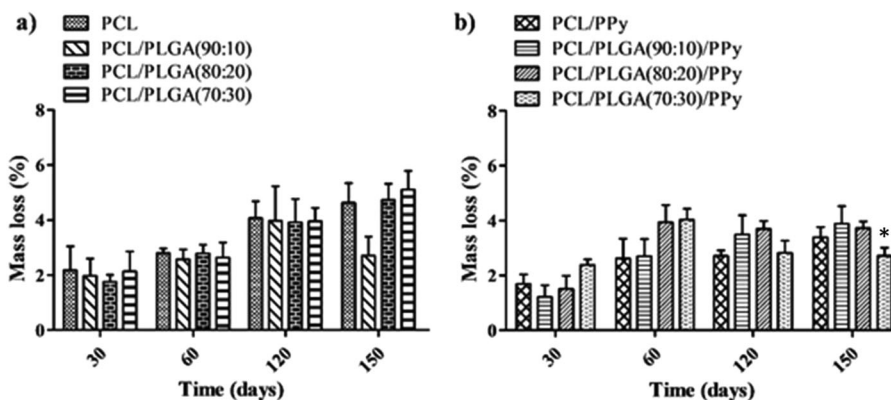 a)
PCL
PCL/PLGA(90:10)
PCL/PLGA(80:20)
PCL/PLGA(70:30)
Mass loss (%)
8
6
4
2
0
30
60
120
150
Time (days)
b)
PCL/PPy
PCL/PLGA(90:10)/PPy
PCL/PLGA(80:20)/PPy
PCL/PLGA(70:30)/PPy
Mass loss (%)
8
6
4
2
0
*
30
60
120
150
Time (days)